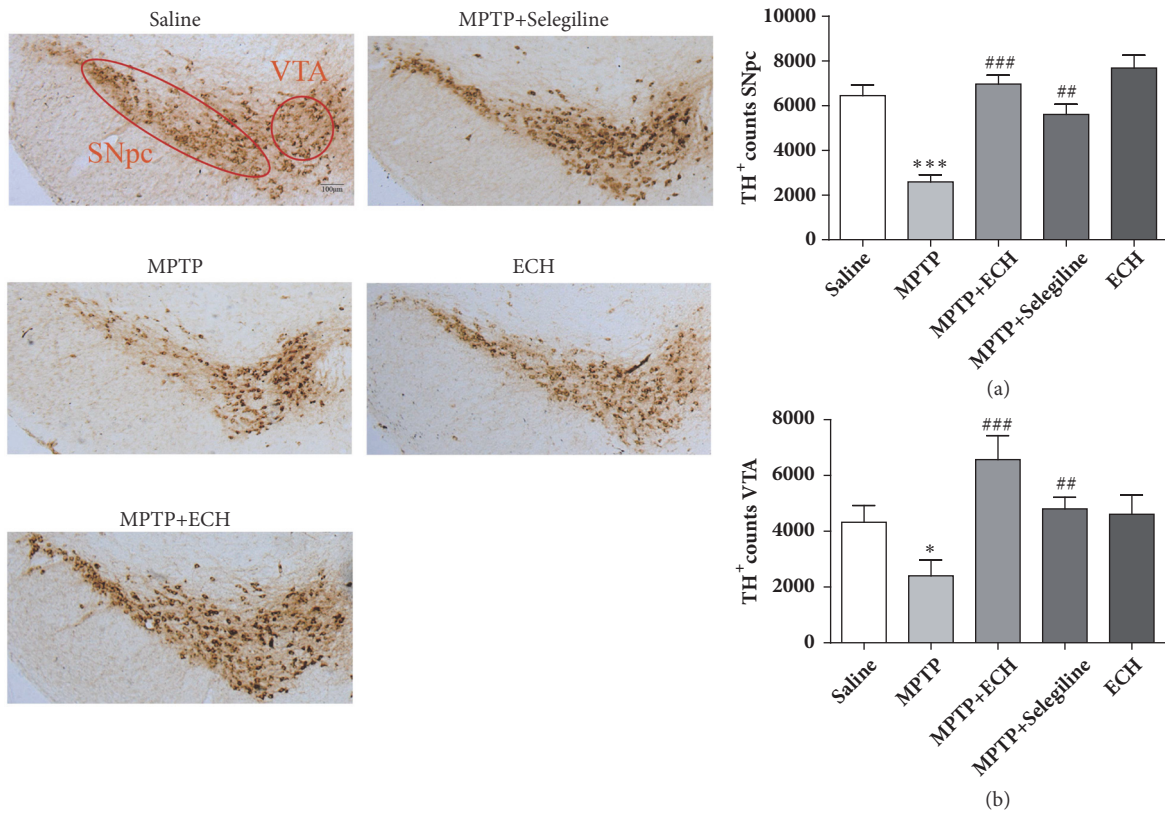 Saline
VTA
SNpc
100μm
MPTP+Selegiline
MPTP
ECH
MPTP+ECH
TH+ counts SNpc
8000
6000
4000
2000
0
***
###
##
Saline
MPTP
MPTP+ECH
MPTP+Selegiline
ECH
(a)
TH+counts VTA
8000
6000
4000
2000
0
*
###
##
Saline
MPTP
MPTP+ECH
MPTP+Selegiline
ECH
(b)